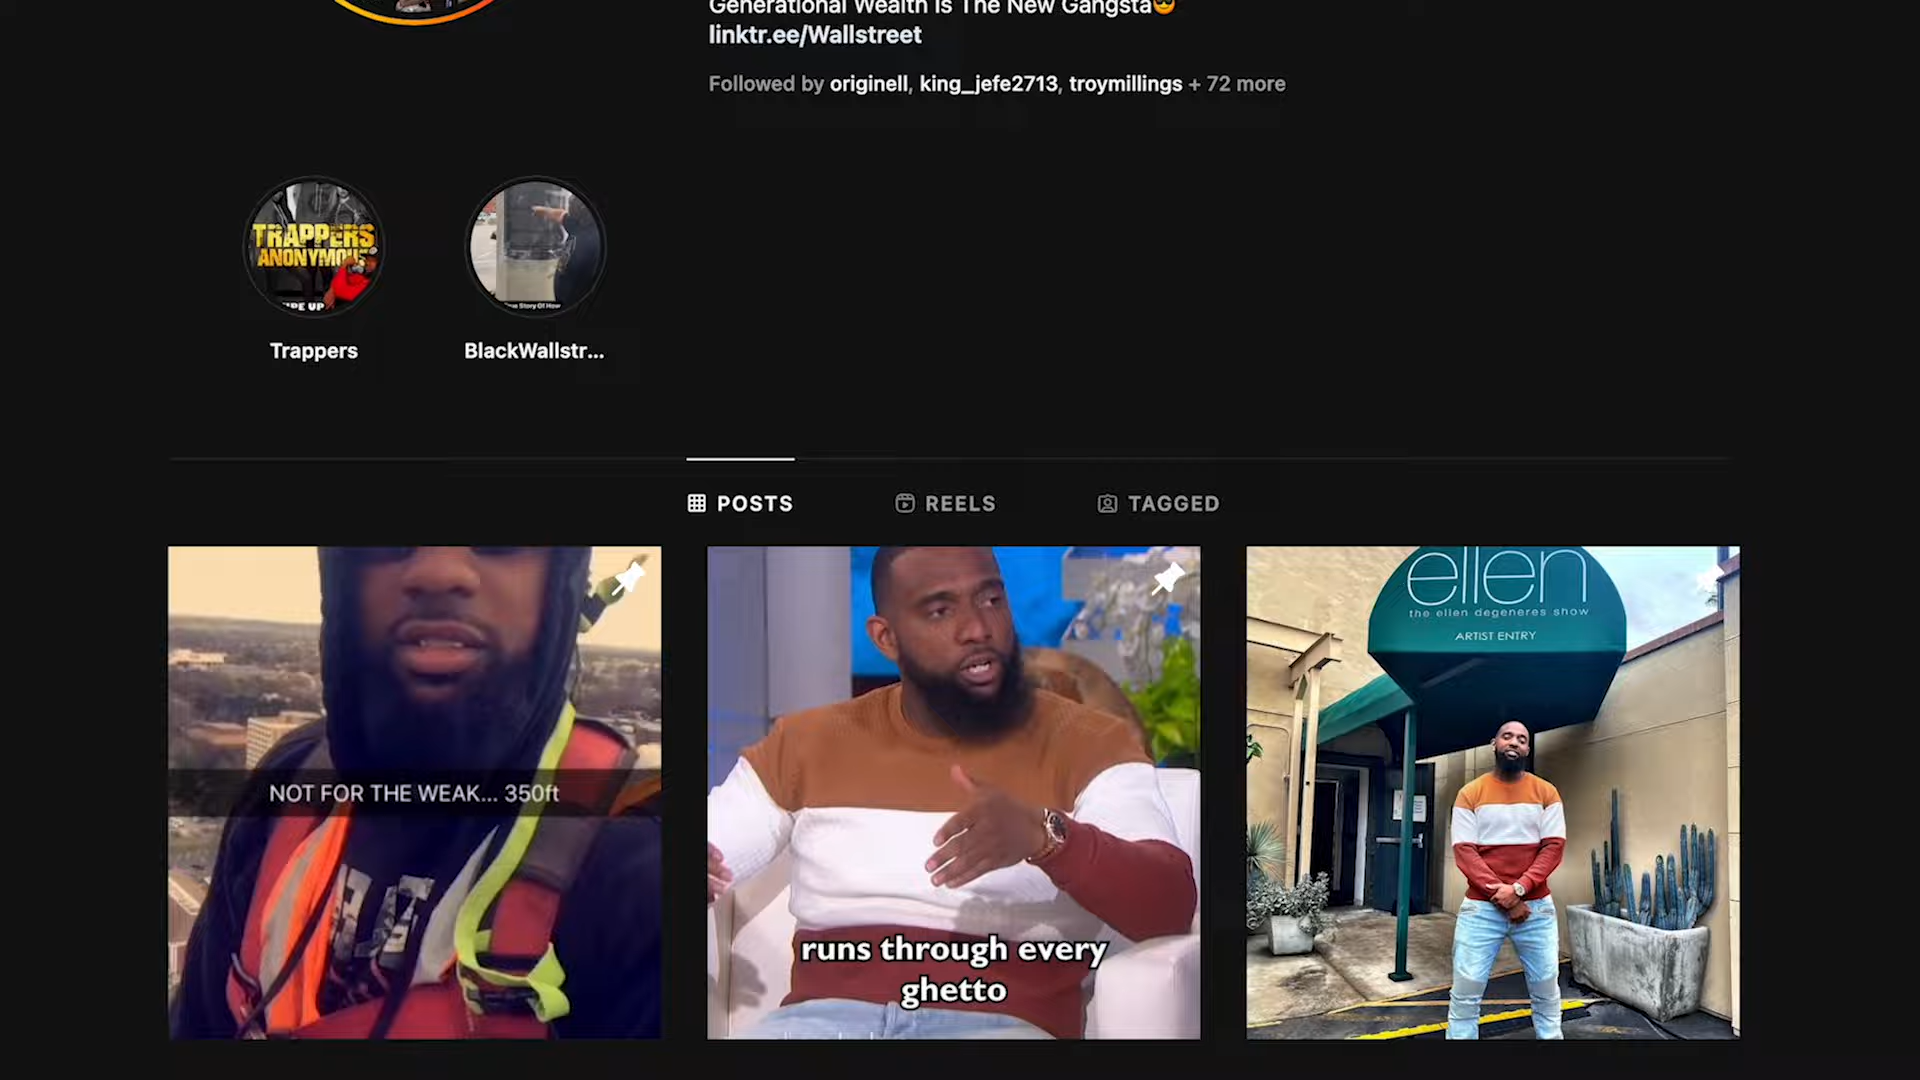 Generational Wealth Is The New Gangsta😎
linktr.ee/Wallstreet
Followed by originell, king_jefe2713, troymillings + 72 more
TRAPPERS
ANONYMOUS
Trappers
BlackWallstr...
POSTS
REELS
TAGGED
NOT FOR THE WEAK... 350ft
runs through every
ghetto
ellen
the ellen degeneres show
ARTIST ENTRY